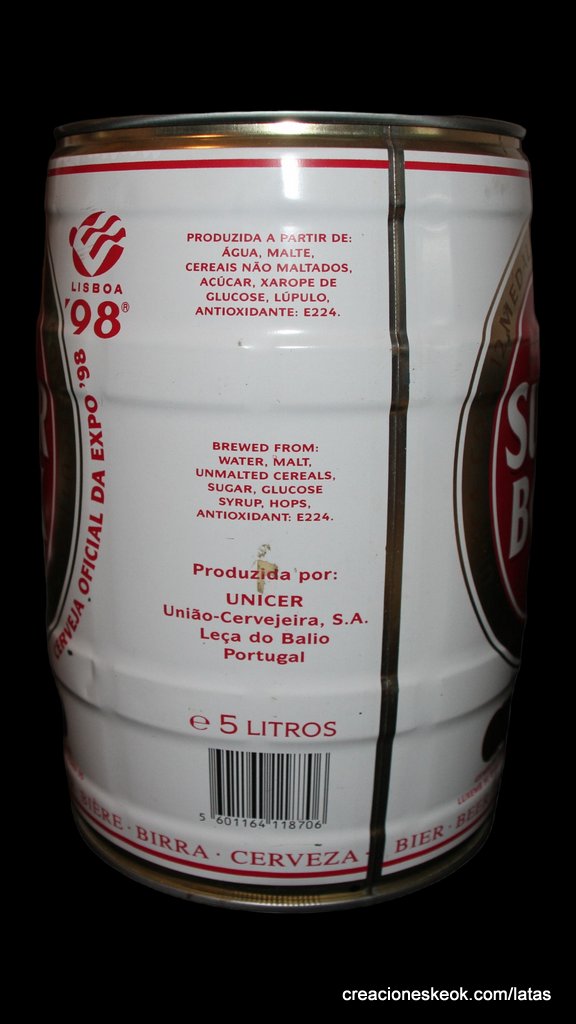 LISBOA
'98®
CERVEJA OFICIAL DA EXPO '98
PRODUZIDA A PARTIR DE:
ÁGUA, MALTE,
CEREAIS NÃO MALTADOS,
AÇÚCAR, XAROPE DE
GLUCOSE, LÚPULO,
ANTIOXIDANTE: E224.
BREWED FROM:
WATER, MALT,
UNMALTED CEREALS,
SUGAR, GLUCOSE
SYRUP, HOPS,
ANTIOXIDANT: E224.
Produzida por:
UNICER
União-Cervejeira, S.A.
Leça do Balio
Portugal
℮ 5 LITROS
5 601164 118706
BIÈRE · BIRRA · CERVEZA · BIER · BEER
creacioneskeok.com/latas